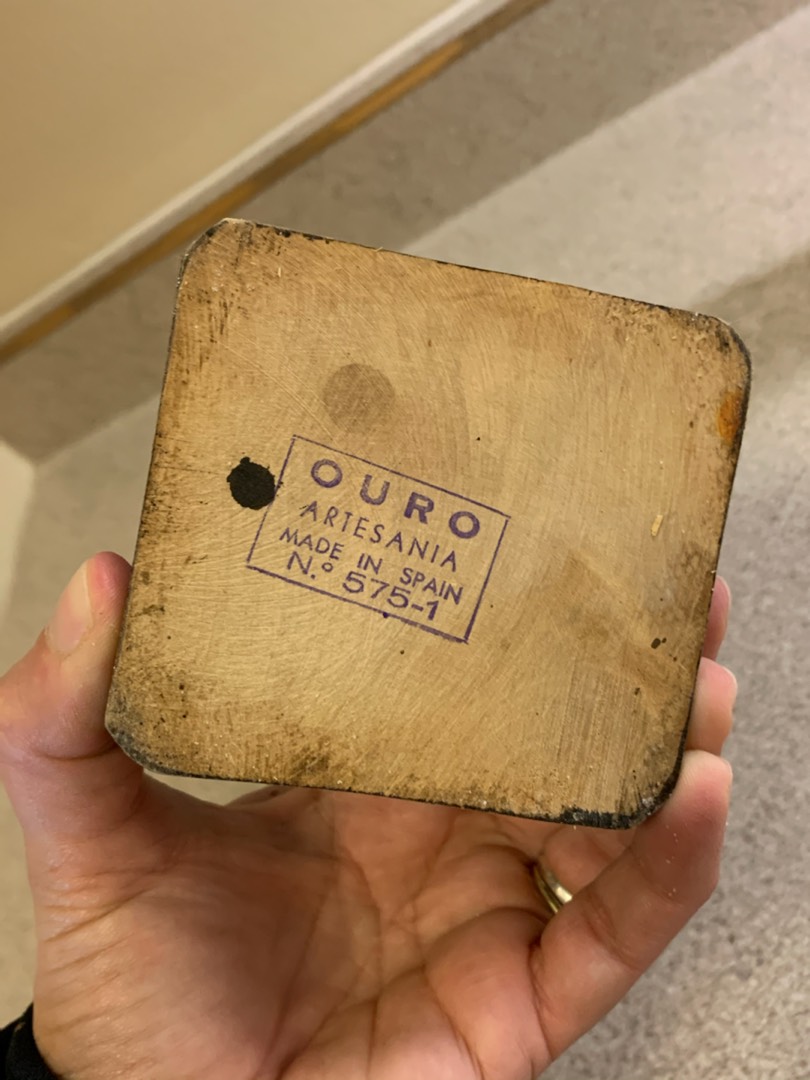 OURO
ARTESANIA
MADE IN SPAIN
N.º 575-1